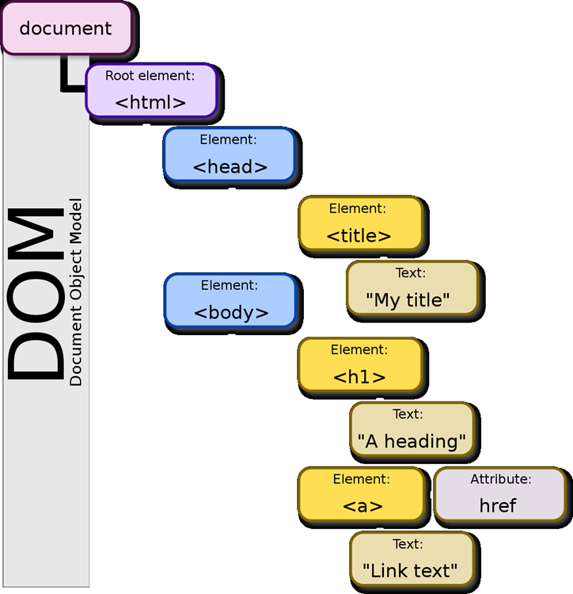 document
Root element:
<html>
Element:
<head>
Element:
<title>
Text:
"My title"
Element:
<body>
Element:
<h1>
Text:
"A heading"
Element:
<a>
Attribute:
href
Text:
"Link text"
DOM
Document Object Model